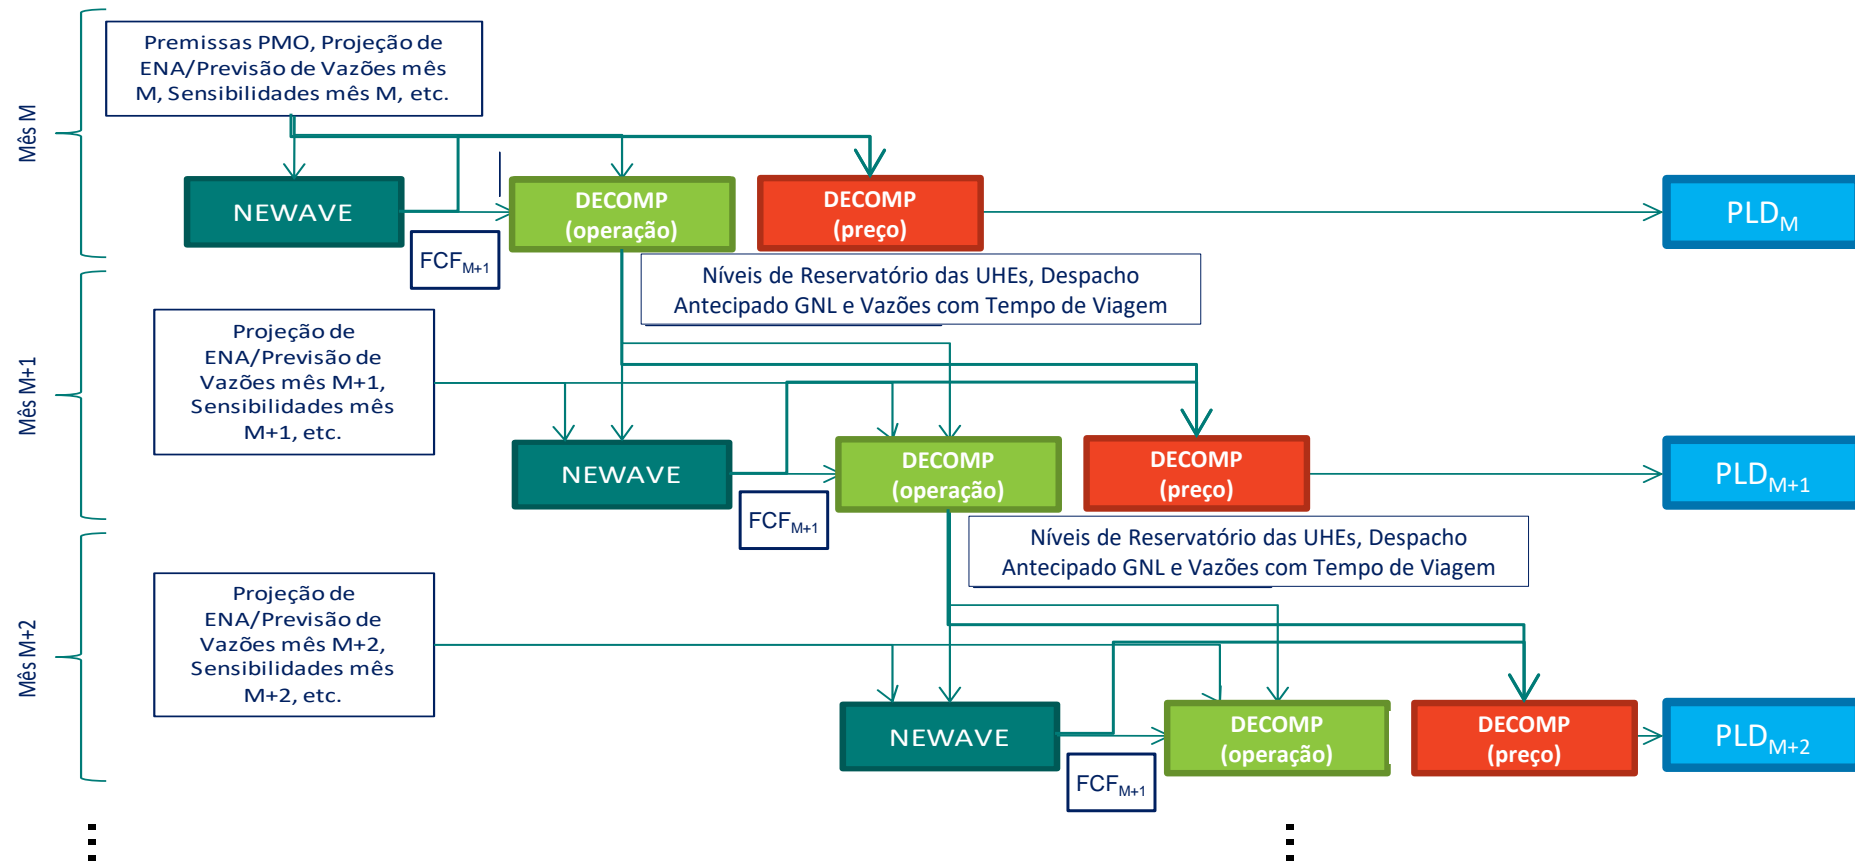 Mês M
Premissas PMO, Projeção de
ENA/Previsão de Vazões mês
M, Sensibilidades mês M, etc.
NEWAVE
DECOMP
(operação)
DECOMP
(preço)
PLDM
FCFM+1
Níveis de Reservatório das UHEs, Despacho
Antecipado GNL e Vazões com Tempo de Viagem
Mês M+1
Projeção de
ENA/Previsão de
Vazões mês M+1,
Sensibilidades mês
M+1, etc.
NEWAVE
DECOMP
(operação)
DECOMP
(preço)
PLDM+1
FCFM+1
Níveis de Reservatório das UHEs, Despacho
Antecipado GNL e Vazões com Tempo de Viagem
Mês M+2
Projeção de
ENA/Previsão de
Vazões mês M+2,
Sensibilidades mês
M+2, etc.
NEWAVE
DECOMP
(operação)
DECOMP
(preço)
PLDM+2
FCFM+1